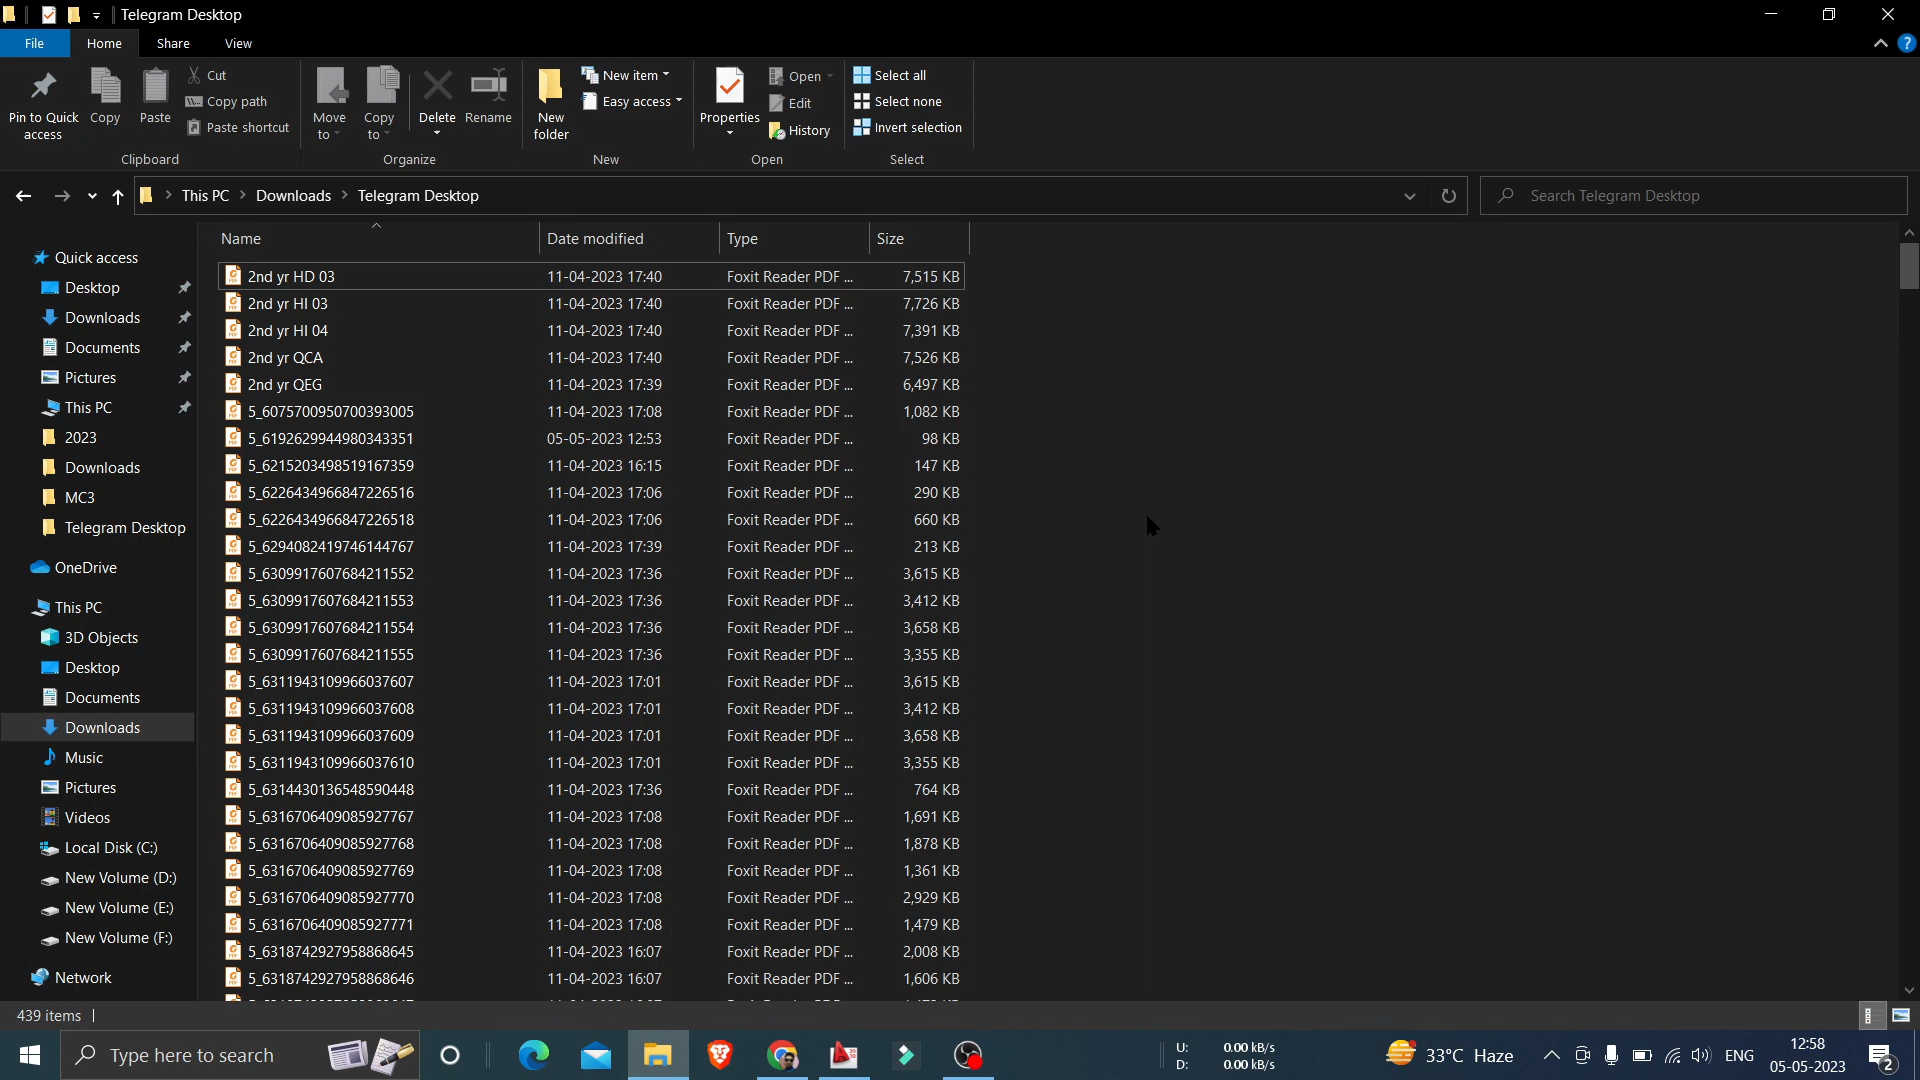 Telegram Desktop
File Home Share View
Pin to Quick access
Copy
Paste
Cut
Copy path
Paste shortcut
Clipboard
Move to
Copy to
Delete
Rename
Organize
New folder
New item
Easy access
New
Properties
Open
Edit
History
Open
Select all
Select none
Invert selection
Select
This PC > Downloads > Telegram Desktop
Search Telegram Desktop
Quick access
Desktop
Downloads
Documents
Pictures
This PC
2023
Downloads
MC3
Telegram Desktop
OneDrive
This PC
3D Objects
Desktop
Documents
Downloads
Music
Pictures
Videos
Local Disk (C:)
New Volume (D:)
New Volume (E:)
New Volume (F:)
Network
Name Date modified Type Size
2nd yr HD 03 11-04-2023 17:40 Foxit Reader PDF ... 7,515 KB
2nd yr HI 03 11-04-2023 17:40 Foxit Reader PDF ... 7,726 KB
2nd yr HI 04 11-04-2023 17:40 Foxit Reader PDF ... 7,391 KB
2nd yr QCA 11-04-2023 17:40 Foxit Reader PDF ... 7,526 KB
2nd yr QEG 11-04-2023 17:39 Foxit Reader PDF ... 6,497 KB
5_6075700950700393005 11-04-2023 17:08 Foxit Reader PDF ... 1,082 KB
5_6192629944980343351 05-05-2023 12:53 Foxit Reader PDF ... 98 KB
5_6215203498519167359 11-04-2023 16:15 Foxit Reader PDF ... 147 KB
5_6226434966847226516 11-04-2023 17:06 Foxit Reader PDF ... 290 KB
5_6226434966847226518 11-04-2023 17:06 Foxit Reader PDF ... 660 KB
5_6294082419746144767 11-04-2023 17:39 Foxit Reader PDF ... 213 KB
5_6309917607684211552 11-04-2023 17:36 Foxit Reader PDF ... 3,615 KB
5_6309917607684211553 11-04-2023 17:36 Foxit Reader PDF ... 3,412 KB
5_6309917607684211554 11-04-2023 17:36 Foxit Reader PDF ... 3,658 KB
5_6309917607684211555 11-04-2023 17:36 Foxit Reader PDF ... 3,355 KB
5_6311943109966037607 11-04-2023 17:01 Foxit Reader PDF ... 3,615 KB
5_6311943109966037608 11-04-2023 17:01 Foxit Reader PDF ... 3,412 KB
5_6311943109966037609 11-04-2023 17:01 Foxit Reader PDF ... 3,658 KB
5_6311943109966037610 11-04-2023 17:01 Foxit Reader PDF ... 3,355 KB
5_6314430136548590448 11-04-2023 17:36 Foxit Reader PDF ... 764 KB
5_6316706409085927767 11-04-2023 17:08 Foxit Reader PDF ... 1,691 KB
5_6316706409085927768 11-04-2023 17:08 Foxit Reader PDF ... 1,878 KB
5_6316706409085927769 11-04-2023 17:08 Foxit Reader PDF ... 1,361 KB
5_6316706409085927770 11-04-2023 17:08 Foxit Reader PDF ... 2,929 KB
5_6316706409085927771 11-04-2023 17:08 Foxit Reader PDF ... 1,479 KB
5_6318742927958868645 11-04-2023 16:07 Foxit Reader PDF ... 2,008 KB
5_6318742927958868646 11-04-2023 16:07 Foxit Reader PDF ... 1,606 KB
439 items
Type here to search
U: 0.00 kB/s
D: 0.00 kB/s
33°C Haze
ENG
12:58
05-05-2023
2